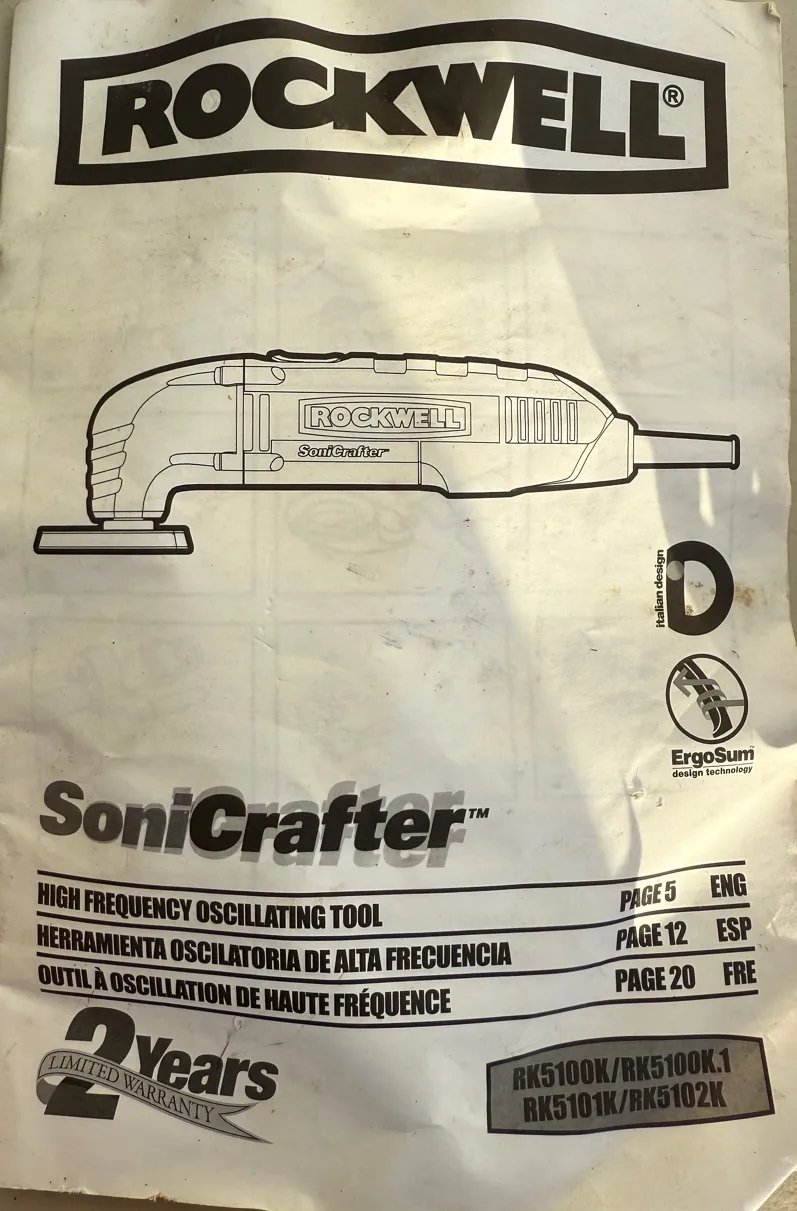 ROCKWELL®
ROCKWELL
SoniCrafter™
italian design
D
ErgoSum™
design technology
SoniCrafter™
HIGH FREQUENCY OSCILLATING TOOL PAGE 5 ENG
HERRAMIENTA OSCILATORIA DE ALTA FRECUENCIA PAGE 12 ESP
OUTIL À OSCILLATION DE HAUTE FRÉQUENCE PAGE 20 FRE
2 Years
LIMITED WARRANTY
RK5100K/RK5100K.1
RK5101K/RK5102K